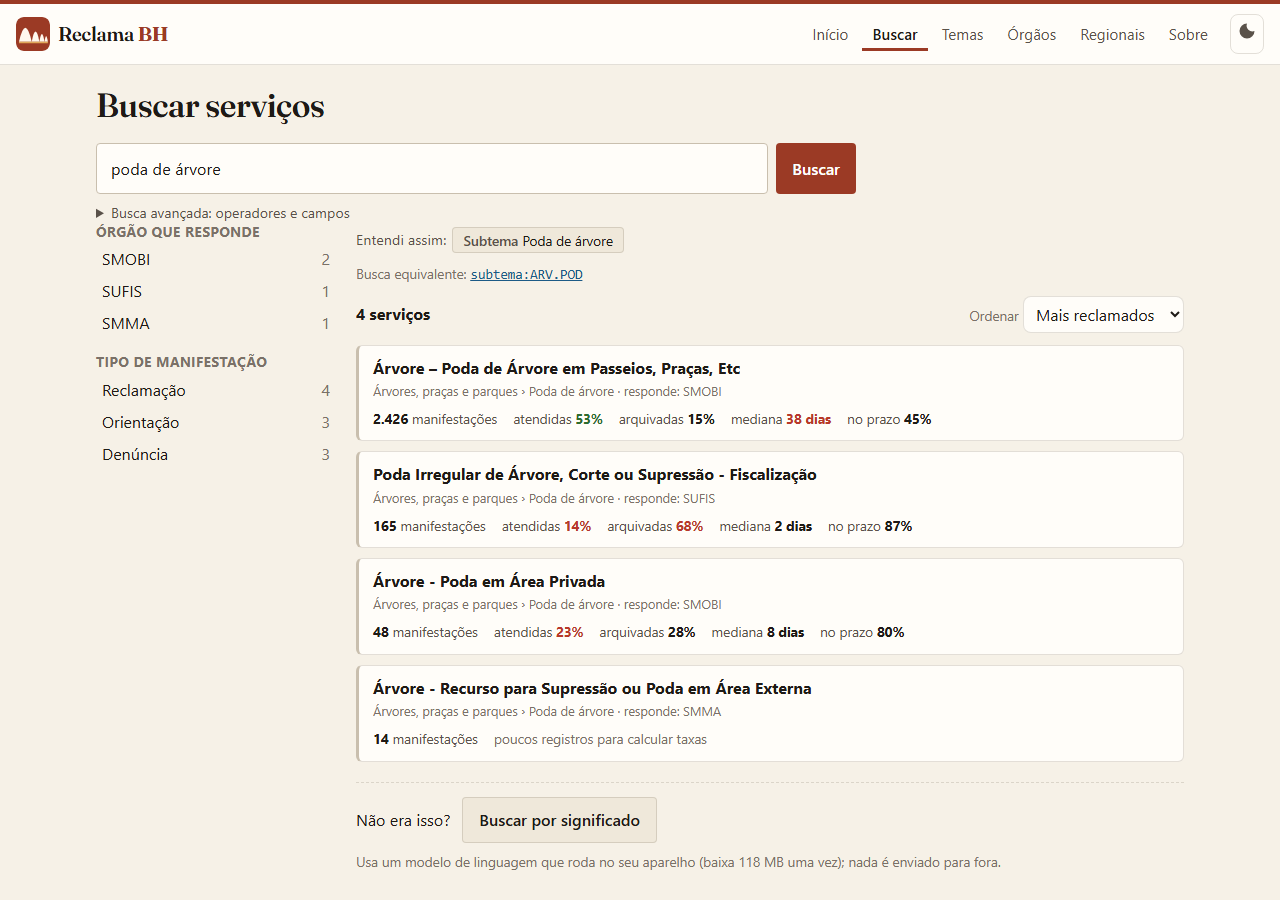 Reclama BH
Início Buscar Temas Órgãos Regionais Sobre
Buscar serviços
poda de árvore
Buscar
Busca avançada: operadores e campos
ÓRGÃO QUE RESPONDE
SMOBI 2
SUFIS 1
SMMA 1
TIPO DE MANIFESTAÇÃO
Reclamação 4
Orientação 3
Denúncia 3
Entendi assim: Subtema Poda de árvore
Busca equivalente: subtema:ARV.POD
4 serviços
Ordenar Mais reclamados
Árvore – Poda de Árvore em Passeios, Praças, Etc
Árvores, praças e parques › Poda de árvore · responde: SMOBI
2.426 manifestações atendidas 53% arquivadas 15% mediana 38 dias no prazo 45%
Poda Irregular de Árvore, Corte ou Supressão - Fiscalização
Árvores, praças e parques › Poda de árvore · responde: SUFIS
165 manifestações atendidas 14% arquivadas 68% mediana 2 dias no prazo 87%
Árvore - Poda em Área Privada
Árvores, praças e parques › Poda de árvore · responde: SMOBI
48 manifestações atendidas 23% arquivadas 28% mediana 8 dias no prazo 80%
Árvore - Recurso para Supressão ou Poda em Área Externa
Árvores, praças e parques › Poda de árvore · responde: SMMA
14 manifestações poucos registros para calcular taxas
Não era isso? Buscar por significado
Usa um modelo de linguagem que roda no seu aparelho (baixa 118 MB uma vez); nada é enviado para fora.